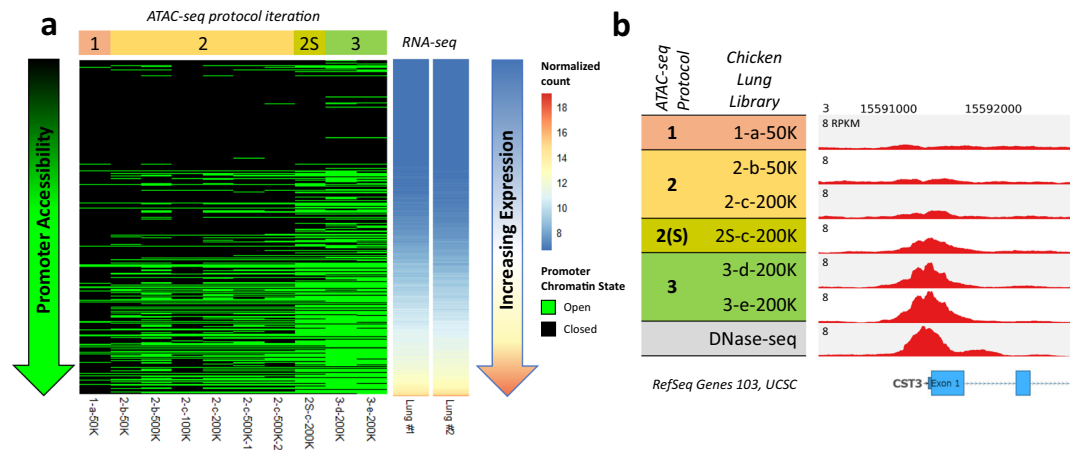 a
ATAC-seq protocol iteration
1 2 2S 3
RNA-seq
Promoter Accessibility
Normalized
count
18
16
14
12
10
8
Increasing Expression
Promoter
Chromatin State
Open
Closed
1-a-50K
2-b-50K
2-b-500K
2-c-100K
2-c-200K
2-c-500K-1
2-c-500K-2
2S-c-200K
3-d-200K
3-e-200K
Lung #1
Lung #2
b
ATAC-seq
Protocol
Chicken
Lung
Library
3 15591000 15592000
1 1-a-50K 8 RPKM
2 2-b-50K 8
2-c-200K 8
2(S) 2S-c-200K 8
3 3-d-200K 8
3-e-200K 8
DNase-seq 8
RefSeq Genes 103, UCSC
CST3 Exon 1